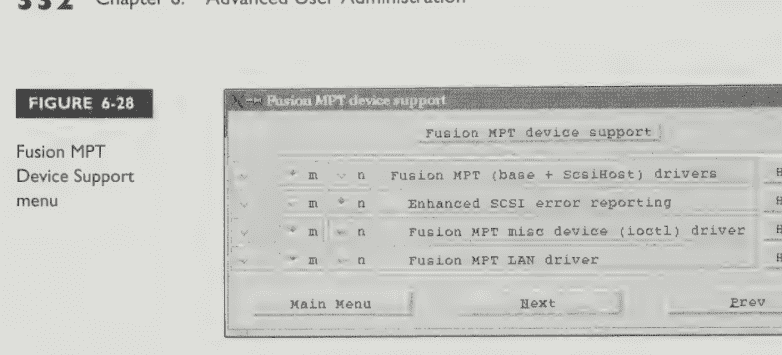 332 Chapter 6: Advanced User Administration
FIGURE 6-28
Fusion MPT
Device Support
menu
Fusion MPT device support
Fusion MPT device support
m n Fusion MPT (base + ScsiHost) drivers H
m n Enhanced SCSI error reporting H
m n Fusion MPT misc device (ioctl) driver H
m n Fusion MPT LAN driver H
Main Menu Next Prev